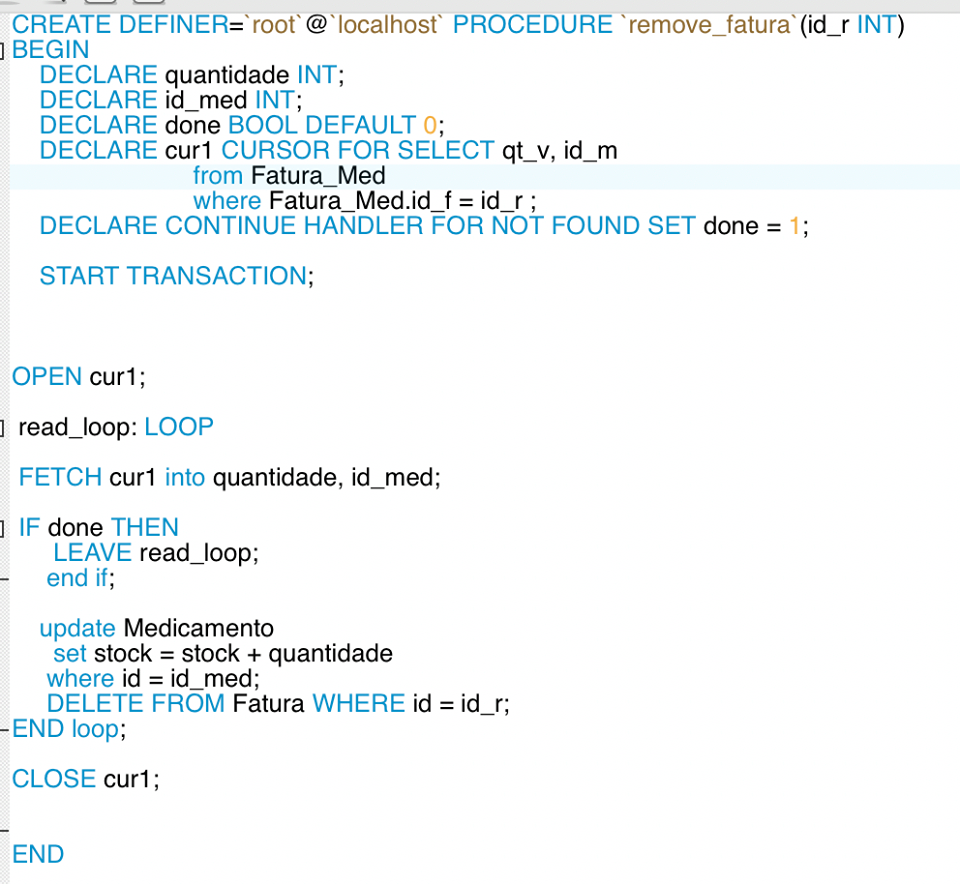 CREATE DEFINER=`root`@`localhost` PROCEDURE `remove_fatura`(id_r INT)
BEGIN
DECLARE quantidade INT;
DECLARE id_med INT;
DECLARE done BOOL DEFAULT 0;
DECLARE cur1 CURSOR FOR SELECT qt_v, id_m
from Fatura_Med
where Fatura_Med.id_f = id_r ;
DECLARE CONTINUE HANDLER FOR NOT FOUND SET done = 1;
START TRANSACTION;
OPEN cur1;
read_loop: LOOP
FETCH cur1 into quantidade, id_med;
IF done THEN
LEAVE read_loop;
end if;
update Medicamento
set stock = stock + quantidade
where id = id_med;
DELETE FROM Fatura WHERE id = id_r;
END loop;
CLOSE cur1;
END